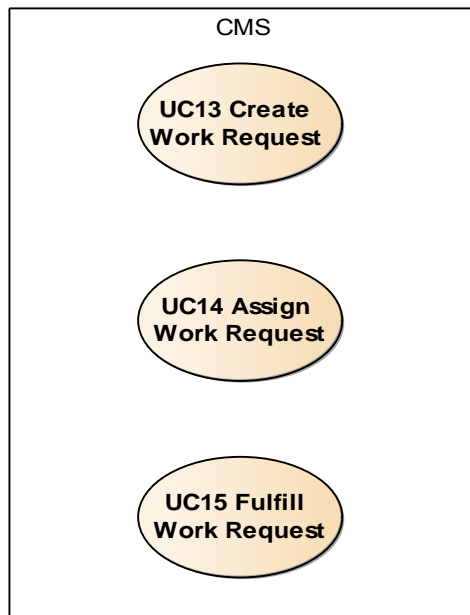 CMS
UC13 Create
Work Request
UC14 Assign
Work Request
UC15 Fulfill
Work Request